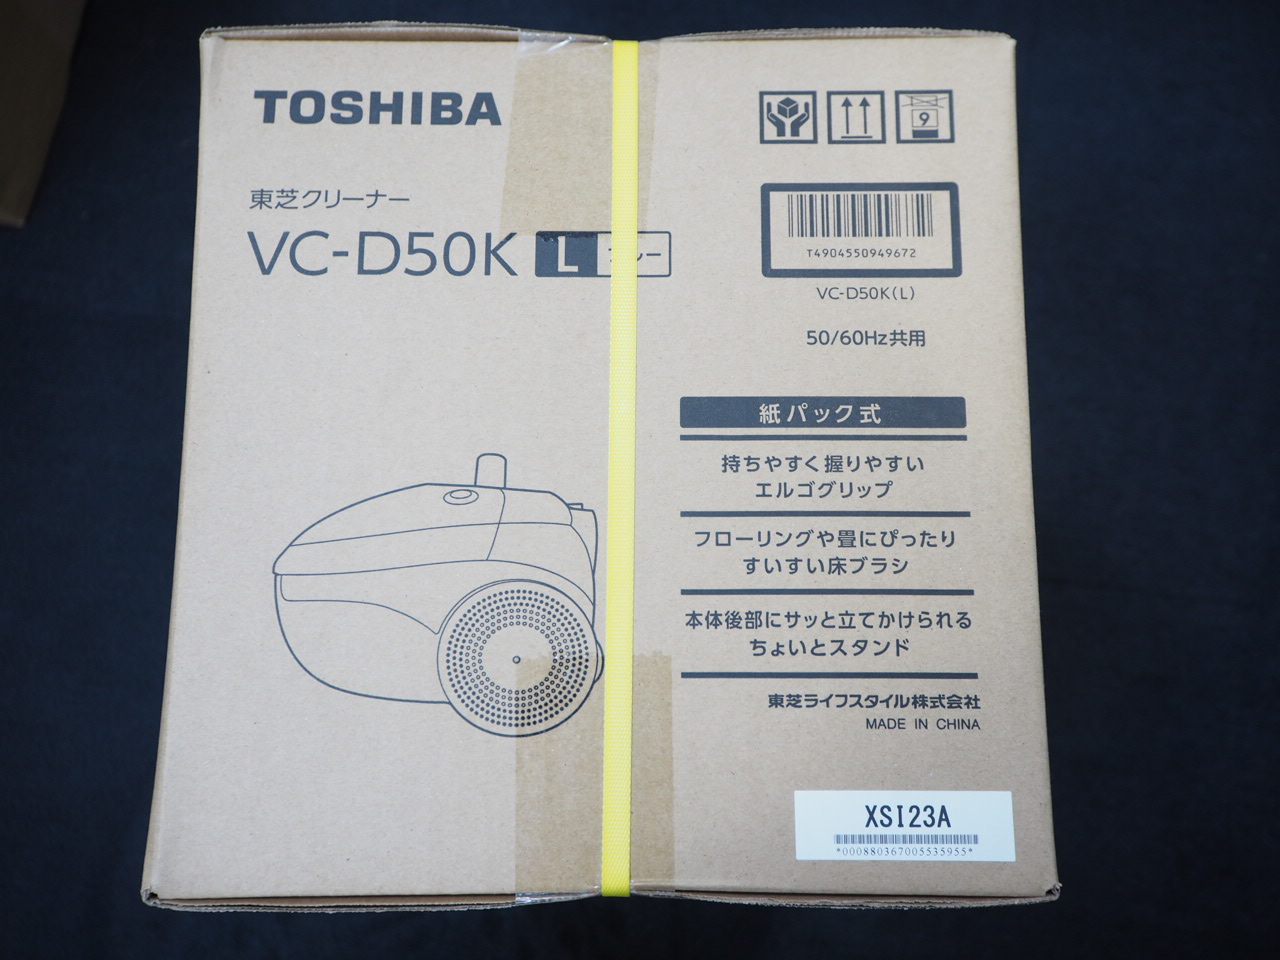 TOSHIBA
東芝クリーナー
VC-D50K L
9
T4904550949672
VC-D50K(L)
50/60Hz共用
紙パック式
持ちやすく握りやすい
エルゴグリップ
フローリングや畳にぴったり
すいすい床ブラシ
本体後部にサッと立てかけられる
ちょいとスタンド
東芝ライフスタイル株式会社
MADE IN CHINA
XSI23A
*000880367005535955*